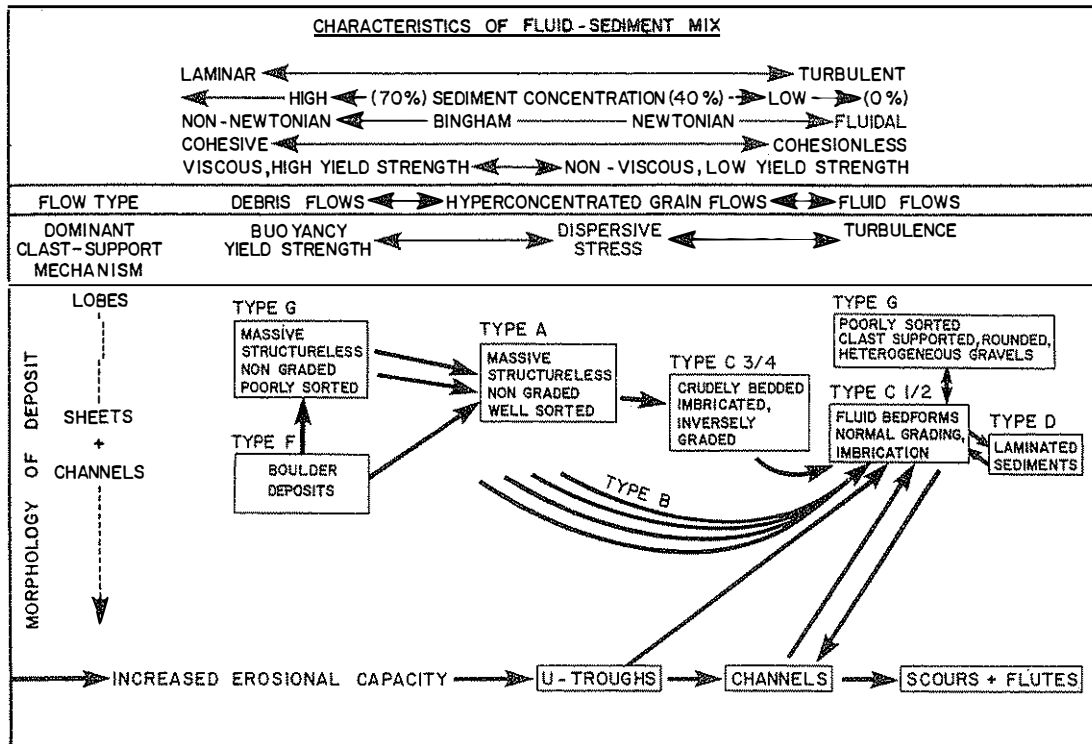 CHARACTERISTICS OF FLUID-SEDIMENT MIX
LAMINAR TURBULENT
HIGH (70%) SEDIMENT CONCENTRATION (40%) LOW (0%)
NON-NEWTONIAN BINGHAM NEWTONIAN FLUIDAL
COHESIVE COHESIONLESS
VISCOUS, HIGH YIELD STRENGTH NON-VISCOUS, LOW YIELD STRENGTH
FLOW TYPE DEBRIS FLOWS HYPERCONCENTRATED GRAIN FLOWS FLUID FLOWS
DOMINANT
CLAST-SUPPORT
MECHANISM
BUOYANCY
YIELD STRENGTH
DISPERSIVE
STRESS
TURBULENCE
MORPHOLOGY OF DEPOSIT
LOBES
SHEETS
+
CHANNELS
TYPE G
MASSIVE
STRUCTURELESS
NON GRADED
POORLY SORTED
TYPE F
BOULDER
DEPOSITS
TYPE A
MASSIVE
STRUCTURELESS
NON GRADED
WELL SORTED
TYPE C 3/4
CRUDELY BEDDED
IMBRICATED,
INVERSELY
GRADED
TYPE G
POORLY SORTED
CLAST SUPPORTED, ROUNDED,
HETEROGENEOUS GRAVELS
TYPE C 1/2
FLUID BEDFORMS
NORMAL GRADING,
IMBRICATION
TYPE D
LAMINATED
SEDIMENTS
TYPE B
INCREASED EROSIONAL CAPACITY U-TROUGHS CHANNELS SCOURS + FLUTES